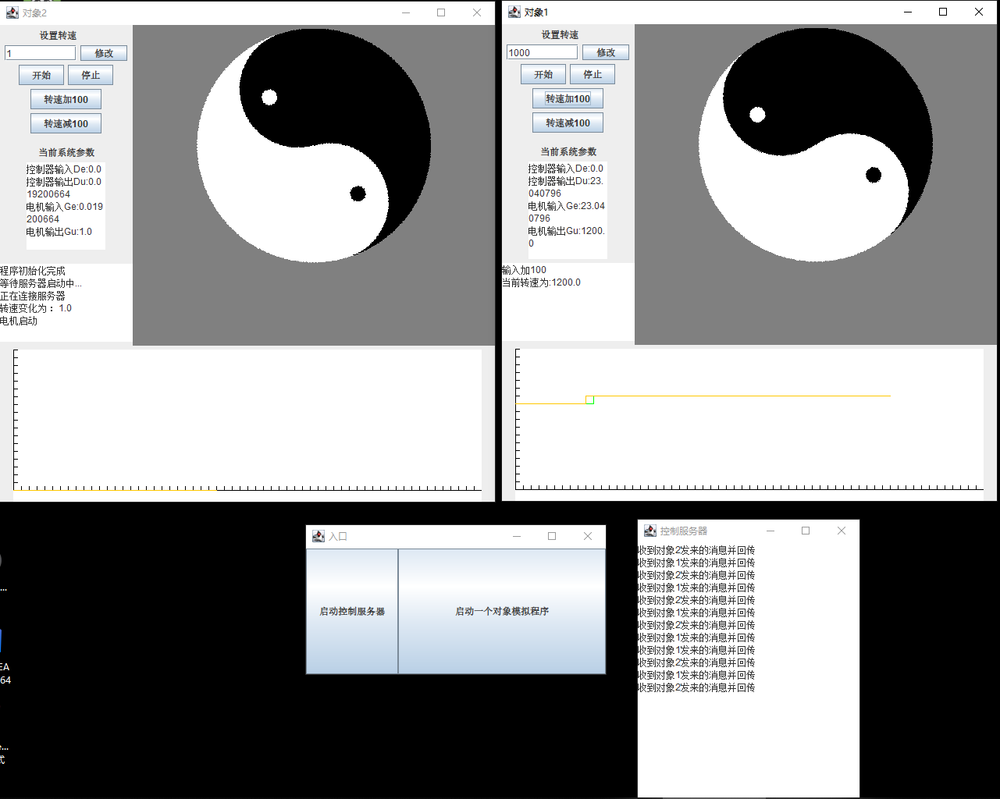 对象2
设置转速
1
修改
开始
停止
转速加100
转速减100
当前系统参数
控制器输入De:0.0
控制器输出Du:0.0
19200664
电机输入Ge:0.019
200664
电机输出Gu:1.0
程序初始化完成
等待服务器启动中...
正在连接服务器
转速变化为： 1.0
电机启动
对象1
设置转速
1000
修改
开始
停止
转速加100
转速减100
当前系统参数
控制器输入De:0.0
控制器输出Du:23.
040796
电机输入Ge:23.04
0796
电机输出Gu:1200.
0
输入加100
当前转速为:1200.0
入口
启动控制服务器
启动一个对象模拟程序
控制服务器
收到对象2发来的消息并回传
收到对象1发来的消息并回传
收到对象2发来的消息并回传
收到对象1发来的消息并回传
收到对象2发来的消息并回传
收到对象1发来的消息并回传
收到对象2发来的消息并回传
收到对象1发来的消息并回传
收到对象1发来的消息并回传
收到对象2发来的消息并回传
收到对象1发来的消息并回传
收到对象2发来的消息并回传
...
EA
64
e...
式